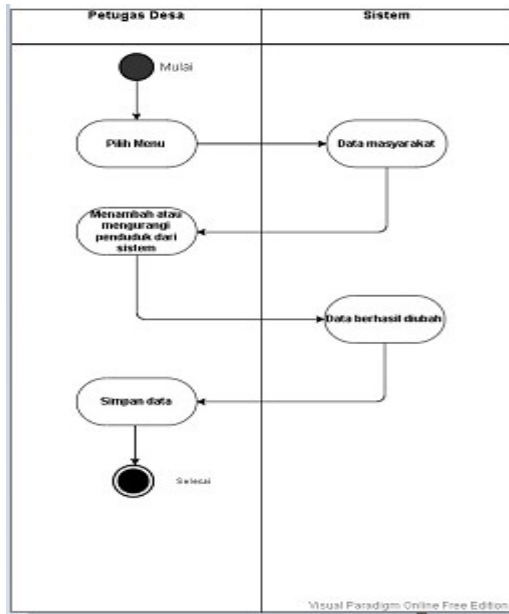 Petugas Desa
Sistem
Mulai
Pilih Menu
Data masyarakat
Menambah atau
mengurangi
penduduk dari
sistem
Data berhasil diubah
Simpan data
Selesai
Visual Paradigm Online Free Edition